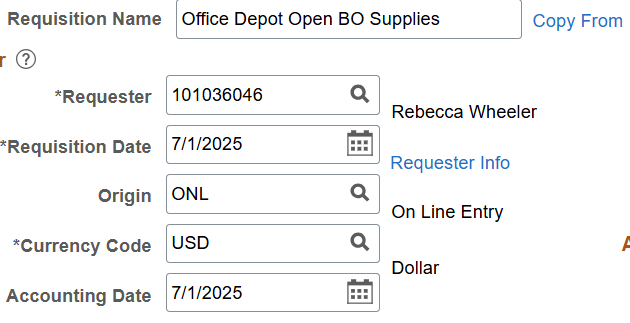 Requisition Name Office Depot Open BO Supplies Copy From
r ?
*Requester 101036046 Rebecca Wheeler
*Requisition Date 7/1/2025 Requester Info
Origin ONL On Line Entry
*Currency Code USD Dollar
A
Accounting Date 7/1/2025